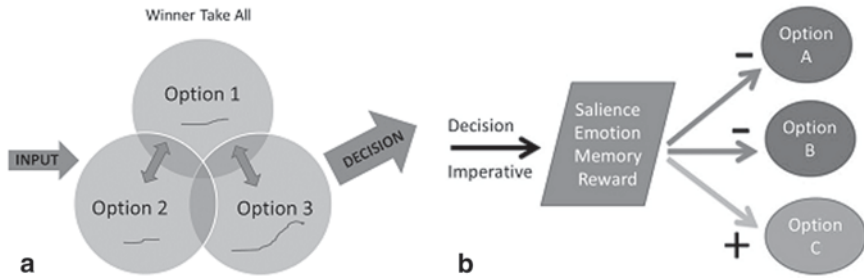 Winner Take All
Option 1
INPUT
Option 2
Option 3
DECISION
a
Decision
Imperative
Salience
Emotion
Memory
Reward
−
Option
A
−
Option
B
+
Option
C
b